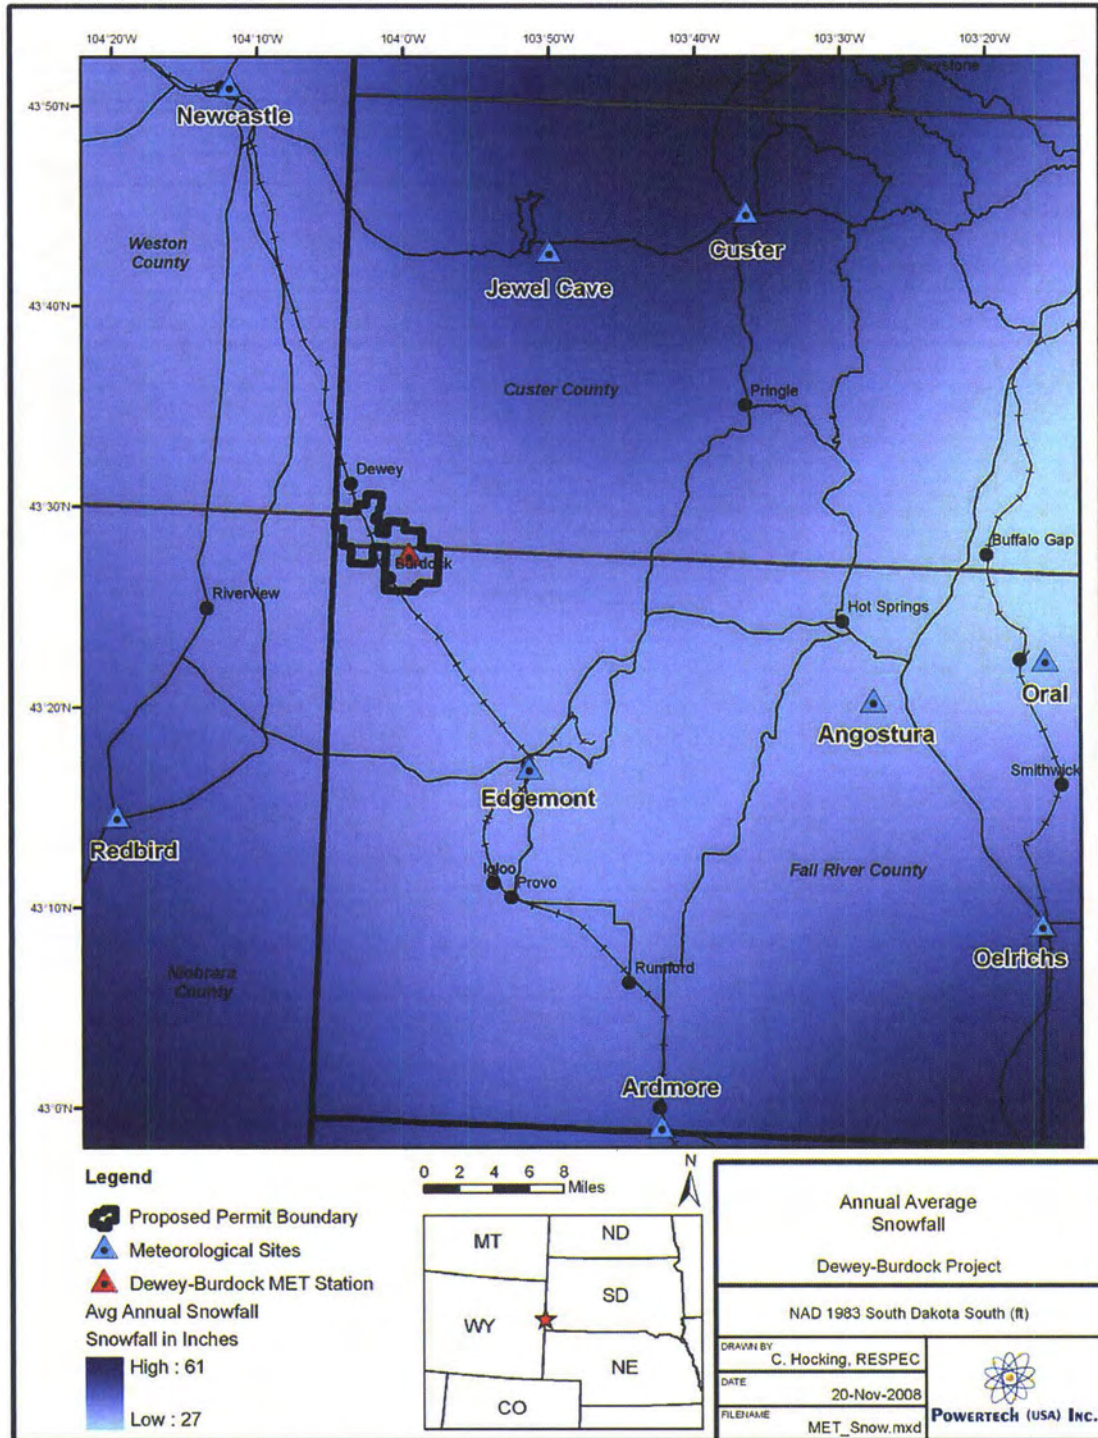 104°20'W 104°10'W 104°0'W 103°50'W 103°40'W 103°30'W 103°20'W
43°50'N
Newcastle
Weston
County
Custer
Jewel Cave
43°40'N
Custer County
Pringle
Dewey
43°30'N
Buffalo Gap
Burdock
Riverview
Hot Springs
Oral
43°20'N
Angostura
Smithwick
Edgemont
Redbird
Igloo
Provo
Fall River County
43°10'N
Oelrichs
Niobrara
County
Rumford
Ardmore
43°0'N
Legend
Proposed Permit Boundary
Meteorological Sites
Dewey-Burdock MET Station
Avg Annual Snowfall
Snowfall in Inches
High : 61
Low : 27
0 2 4 6 8
Miles
N
MT
ND
SD
WY
NE
CO
Annual Average
Snowfall
Dewey-Burdock Project
NAD 1983 South Dakota South (ft)
DRAWN BY
C. Hocking, RESPEC
DATE
20-Nov-2008
FILENAME
MET_Snow.mxd
POWERTECH (USA) INC.